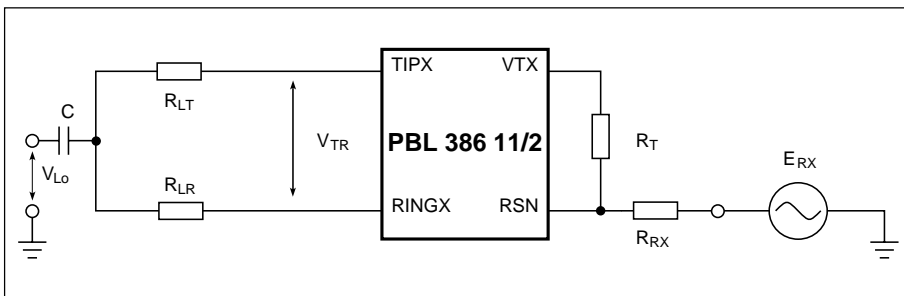 TIPX
VTX
R_LT
C
V_TR
PBL 386 11/2
R_T
E_RX
V_Lo
R_LR
RINGX
RSN
R_RX